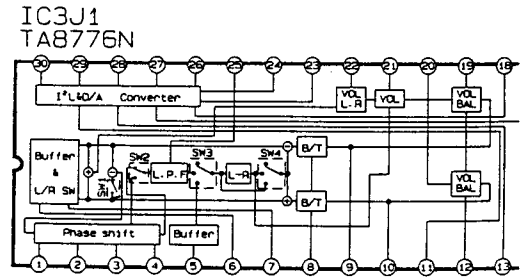 IC3J1
TA8776N
30 29 28 27 26 25 24 23 22 21 20 19 18
I²L&D/A Converter
VOL
L-R
VOL
VOL
BAL
Buffer
&
L/R SW
SW1
SW2
L.P.F
SW3
L-R
SW4
B/T
B/T
VOL
BAL
Phase shift
Buffer
1 2 3 4 5 6 7 8 9 10 11 12 13